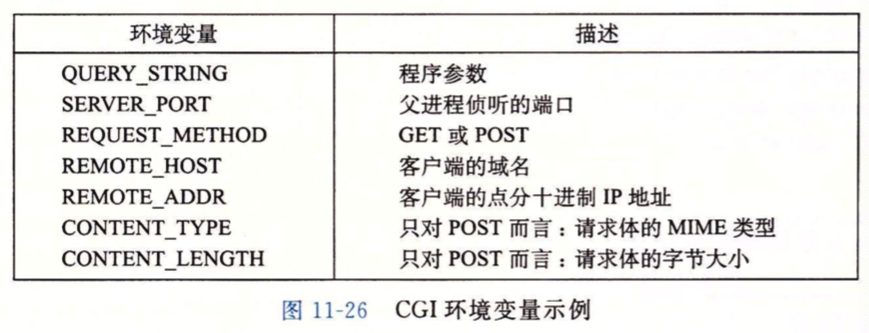 环境变量 描述
QUERY_STRING 程序参数
SERVER_PORT 父进程侦听的端口
REQUEST_METHOD GET 或 POST
REMOTE_HOST 客户端的域名
REMOTE_ADDR 客户端的点分十进制 IP 地址
CONTENT_TYPE 只对 POST 而言：请求体的 MIME 类型
CONTENT_LENGTH 只对 POST 而言：请求体的字节大小
图 11-26 CGI 环境变量示例